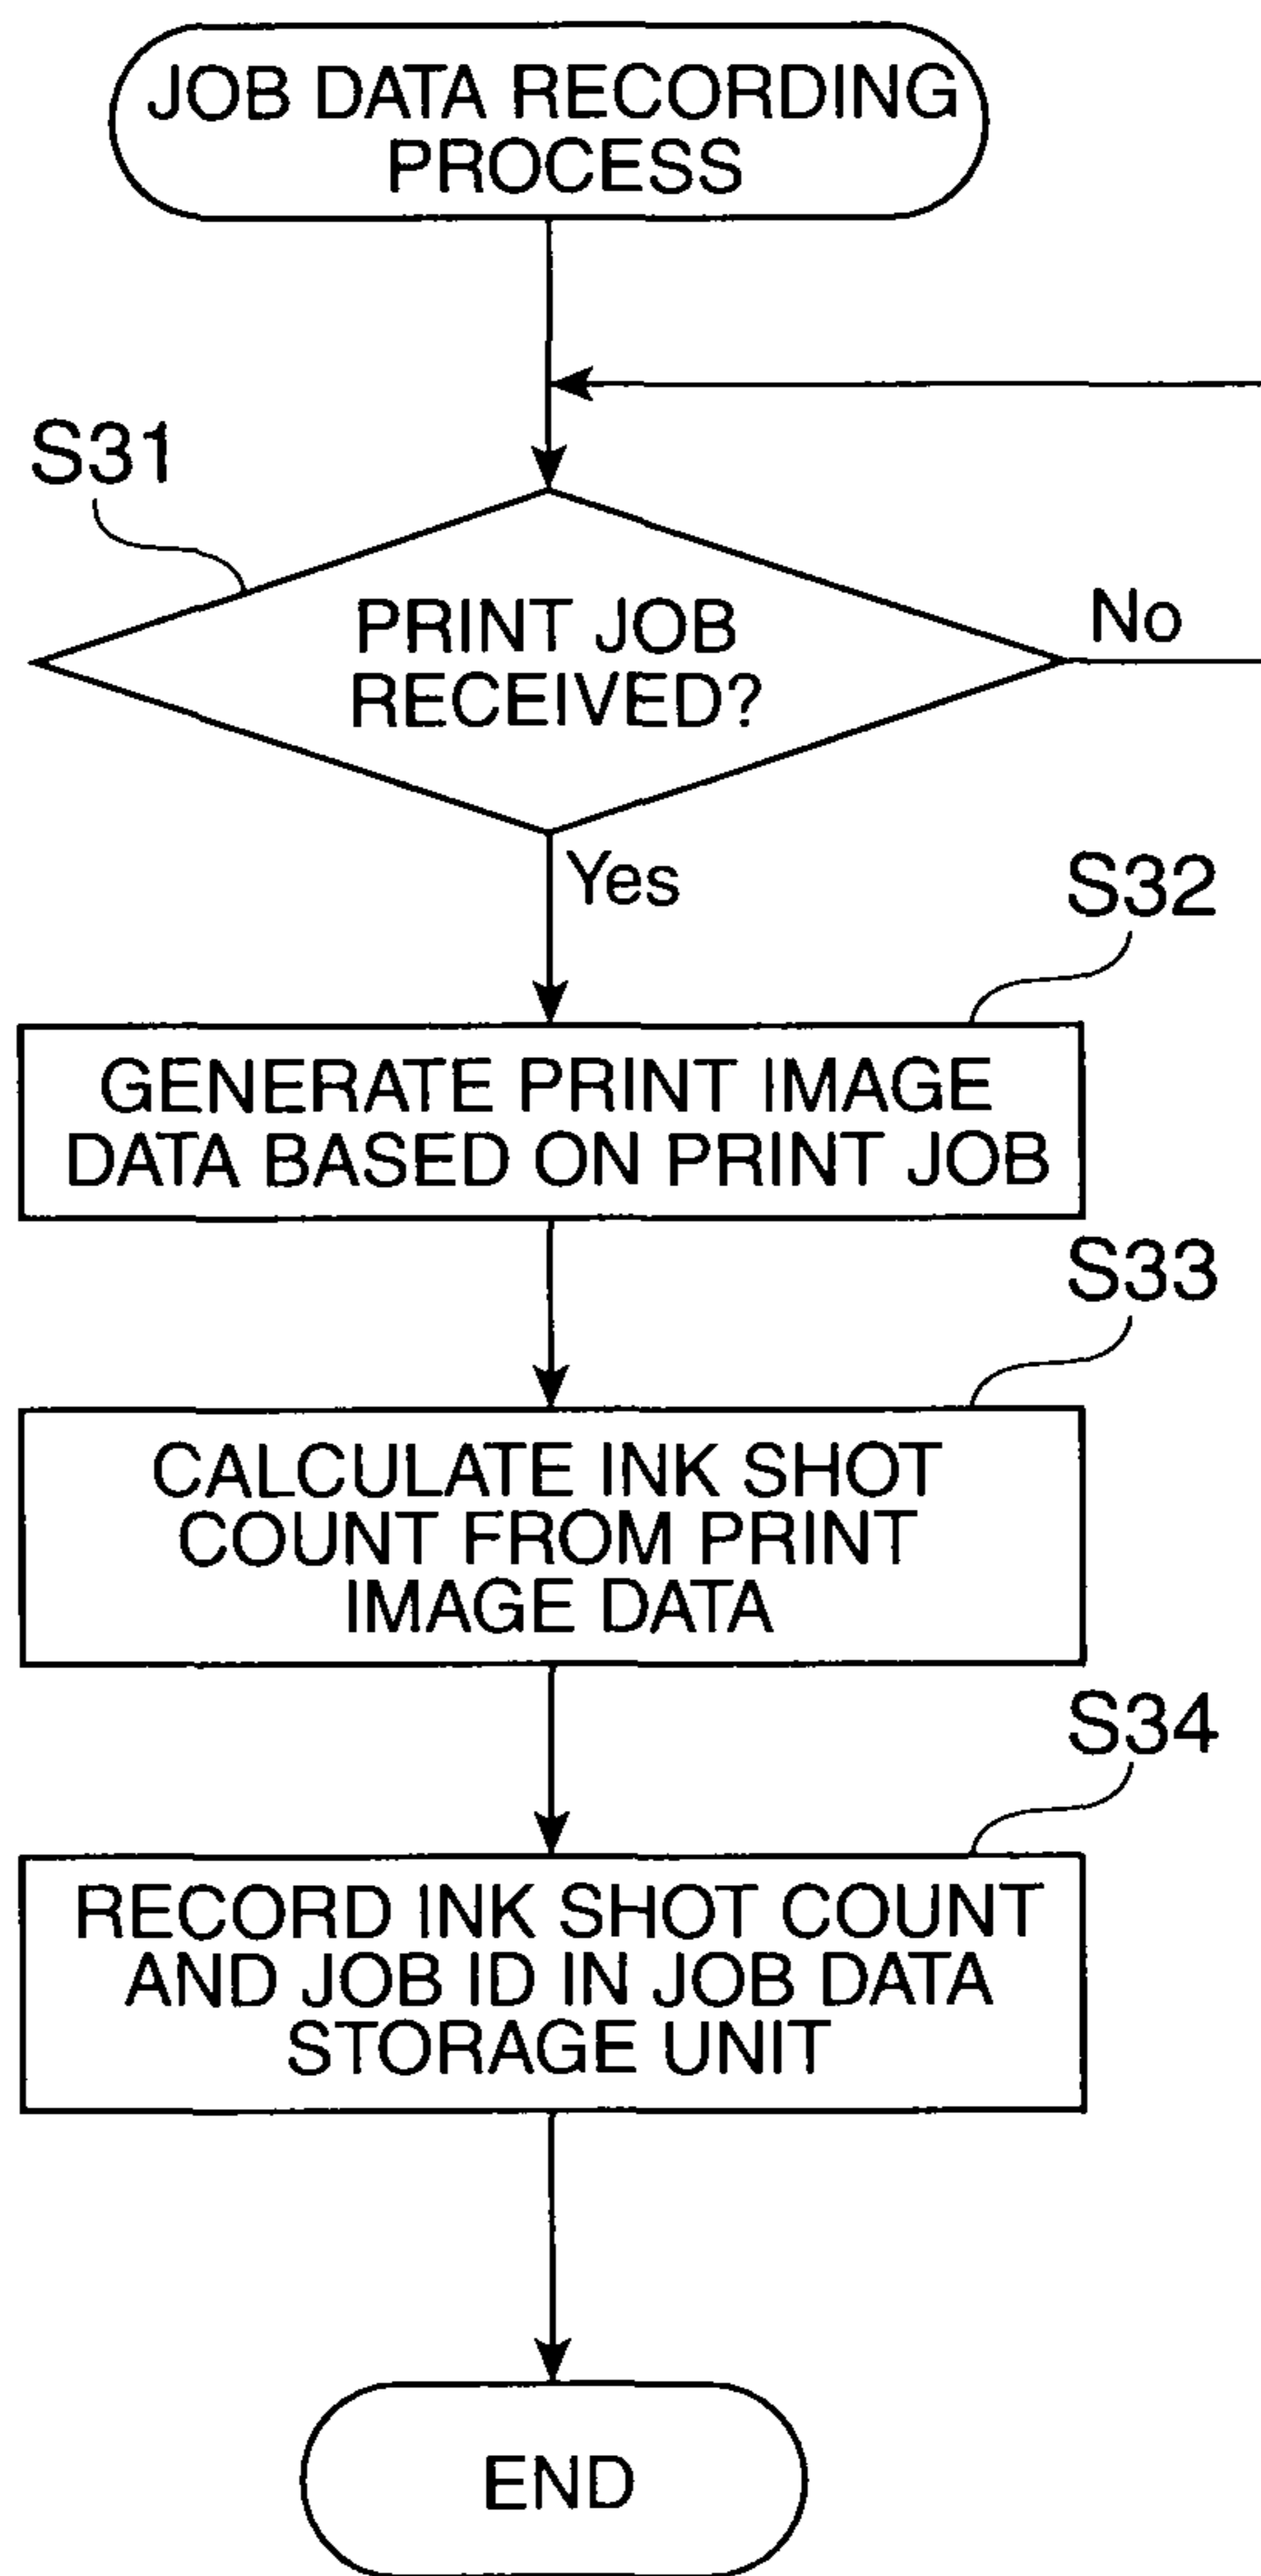 JOB DATA RECORDING
PROCESS
S31
PRINT JOB
RECEIVED?
No
Yes
S32
GENERATE PRINT IMAGE
DATA BASED ON PRINT JOB
S33
CALCULATE INK SHOT
COUNT FROM PRINT
IMAGE DATA
S34
RECORD INK SHOT COUNT
AND JOB ID IN JOB DATA
STORAGE UNIT
END